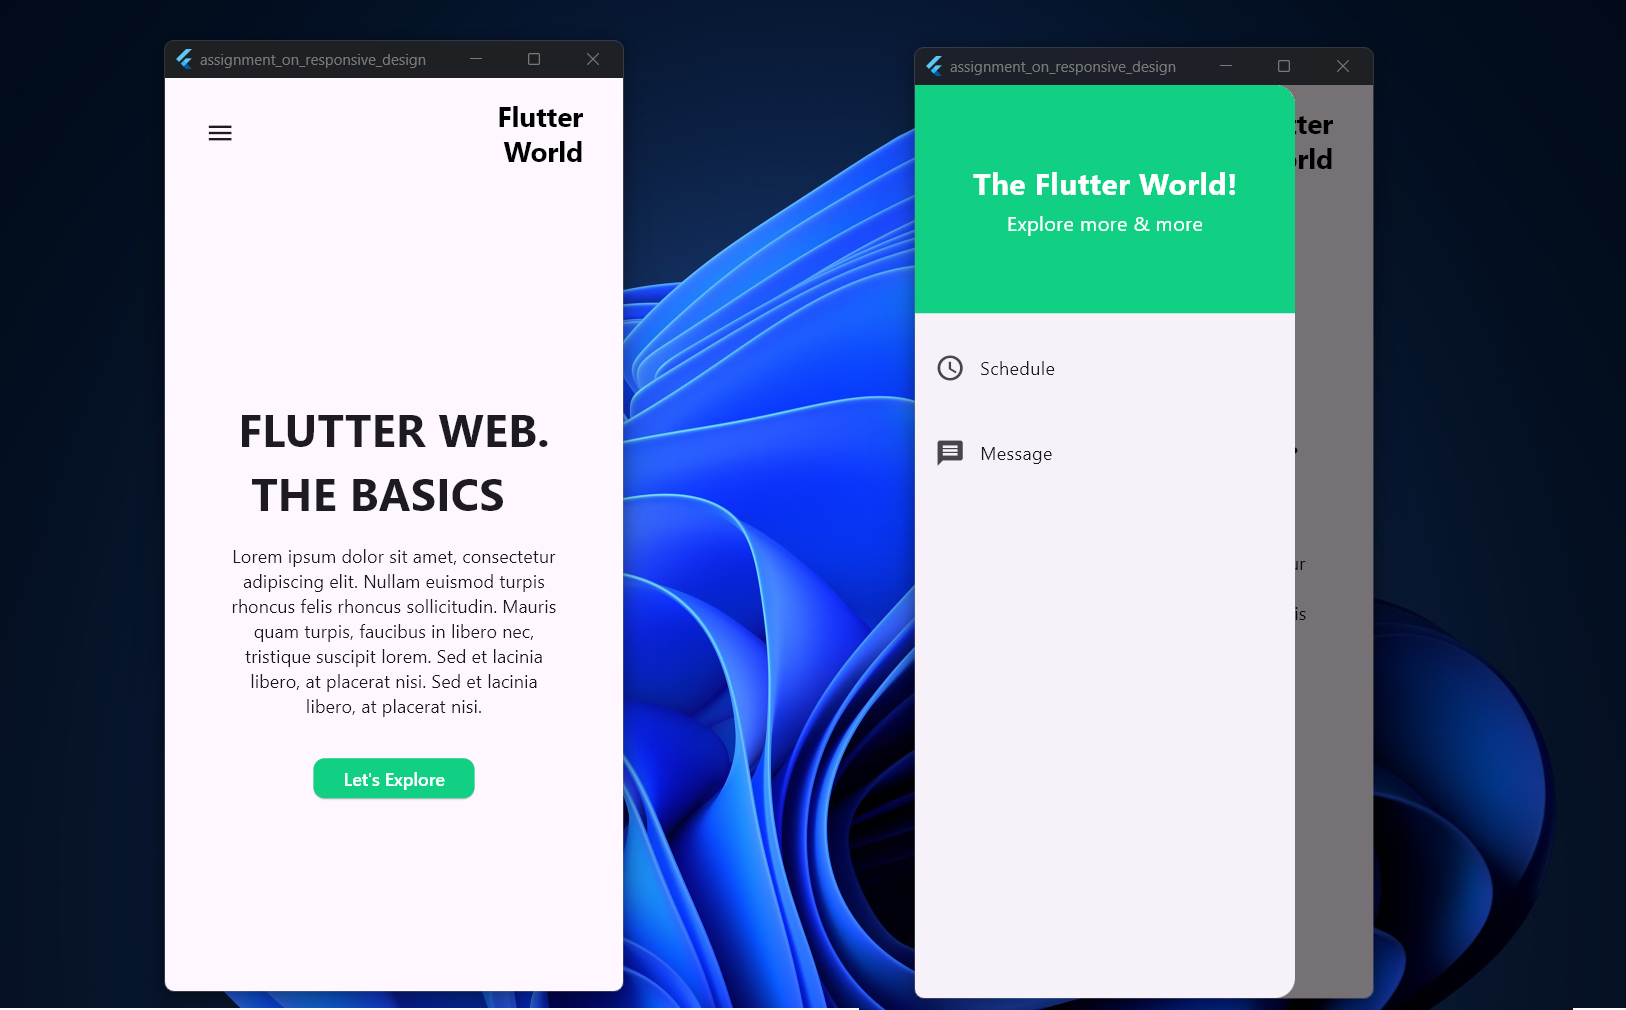 assignment_on_responsive_design
Flutter
World
FLUTTER WEB.
THE BASICS
Lorem ipsum dolor sit amet, consectetur
adipiscing elit. Nullam euismod turpis
rhoncus felis rhoncus sollicitudin. Mauris
quam turpis, faucibus in libero nec,
tristique suscipit lorem. Sed et lacinia
libero, at placerat nisi. Sed et lacinia
libero, at placerat nisi.
Let's Explore
assignment_on_responsive_design
The Flutter World!
Explore more & more
Schedule
Message
tter
rld
ur
is